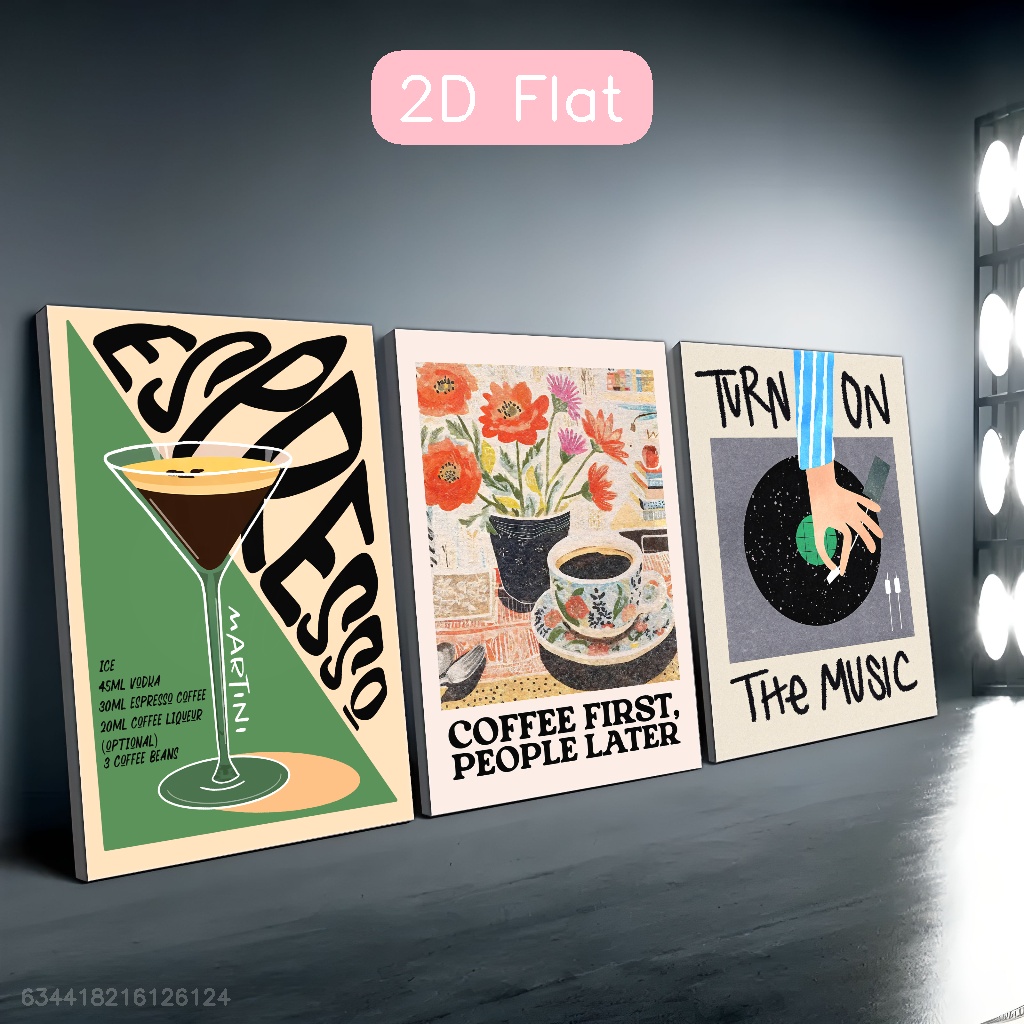 2D Flat
ESPRESSO
MARTINI
ICE
45ML VODKA
30ML ESPRESSO COFFEE
20ML COFFEE LIQUEUR
(OPTIONAL)
3 COFFEE BEANS
COFFEE FIRST,
PEOPLE LATER
TURN ON
THe MUSIC
634418216126124